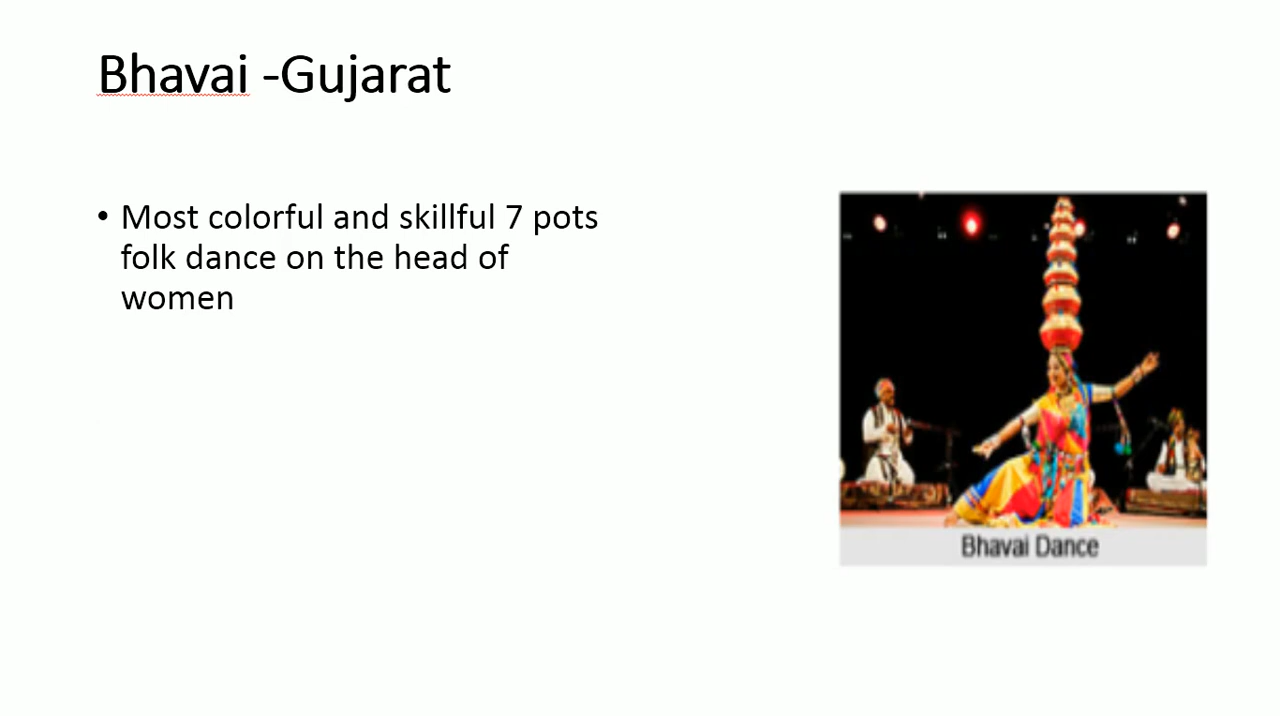 Bhavai -Gujarat
• Most colorful and skillful 7 pots
folk dance on the head of
women
Bhavai Dance